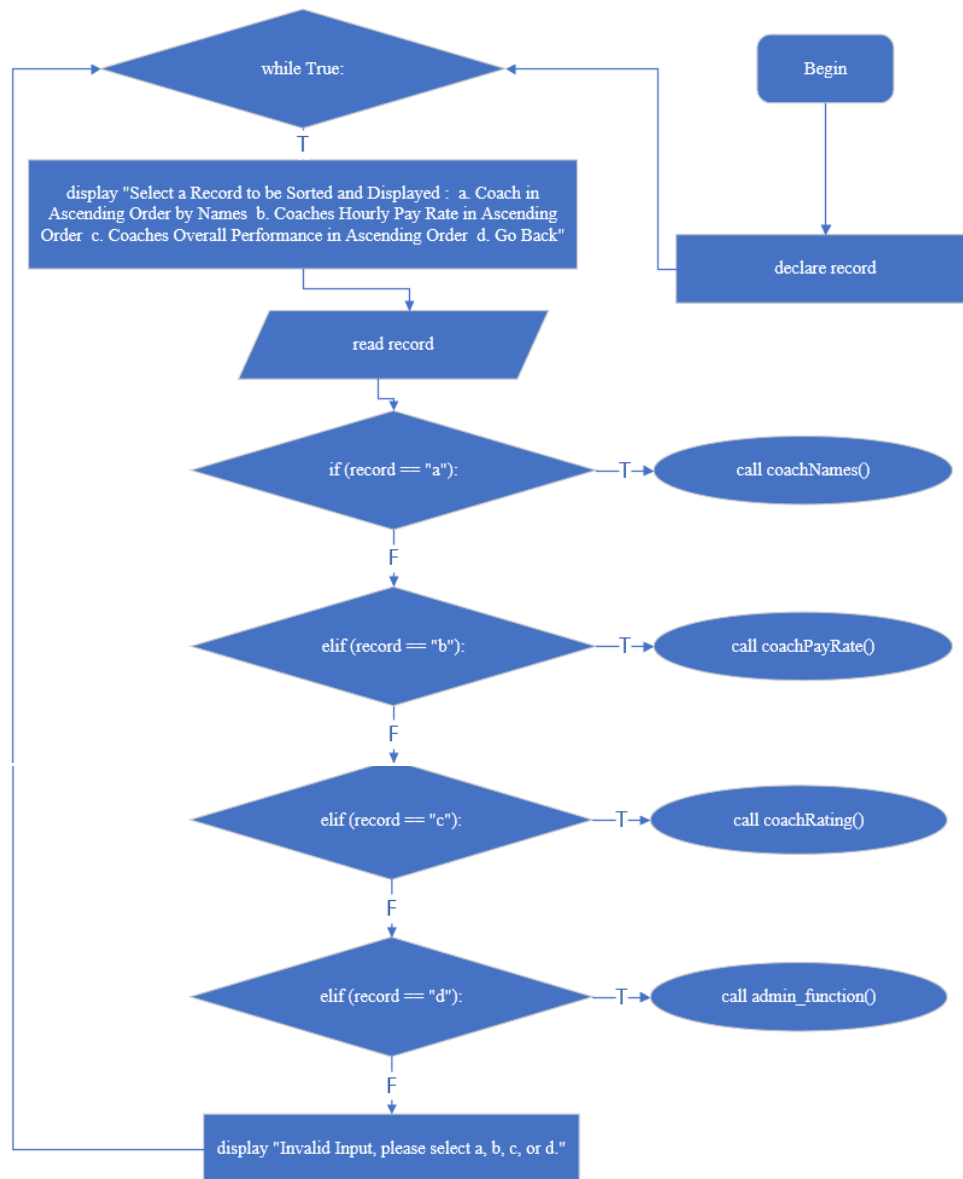 Begin
declare record
while True:
T
display "Select a Record to be Sorted and Displayed :  a. Coach in
Ascending Order by Names  b. Coaches Hourly Pay Rate in Ascending
Order  c. Coaches Overall Performance in Ascending Order  d. Go Back"
read record
if (record == "a"):
T
call coachNames()
F
elif (record == "b"):
T
call coachPayRate()
F
elif (record == "c"):
T
call coachRating()
F
elif (record == "d"):
T
call admin_function()
F
display "Invalid Input, please select a, b, c, or d."